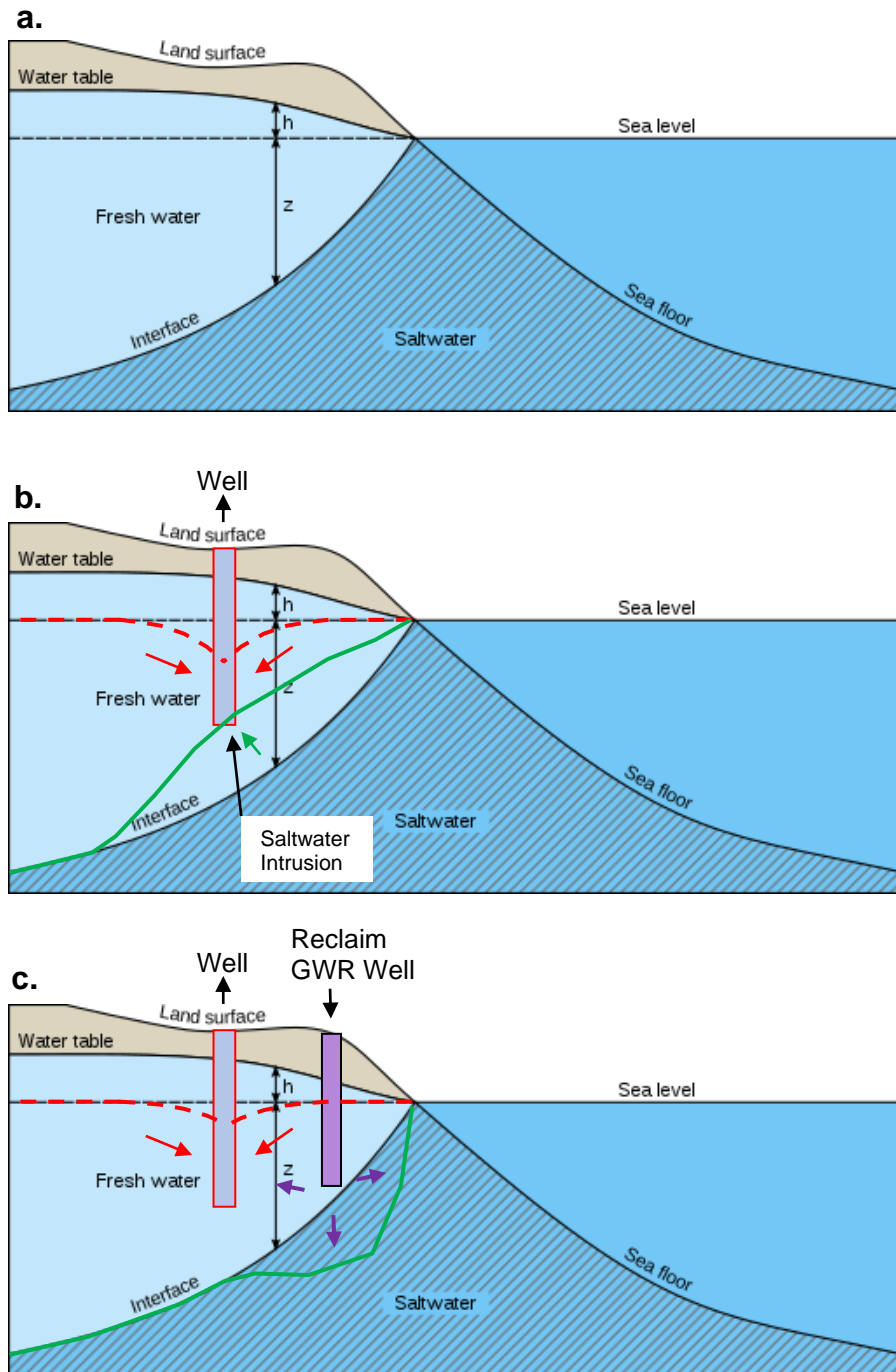 a.
Land surface
Water table
h
Sea level
Fresh water
z
Interface
Sea floor
Saltwater
Well
b.
Land surface
Water table
h
Sea level
Fresh water
z
Interface
Sea floor
Saltwater
Saltwater
Intrusion
Reclaim
GWR Well
Well
c.
Land surface
Water table
h
Sea level
Fresh water
z
Interface
Sea floor
Saltwater